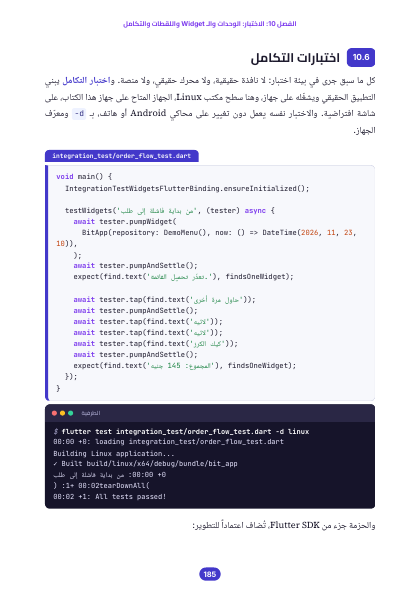 الفصل 10: الاختبار: الوحدات والـ Widget واللقطات والتكامل
10.6 اختبارات التكامل
كل ما سبق جرى في بيئة اختبار: لا نافذة حقيقية، ولا محرك حقيقي، ولا منصة. واختبار التكامل يبني
التطبيق الحقيقي ويشغّله على جهاز، وهنا سطح مكتب Linux، الجهاز المتاح على جهاز هذا الكتاب، على
شاشة افتراضية. والاختبار نفسه يعمل دون تغيير على محاكي Android أو هاتف، بـ -d ومعرّف
الجهاز.
integration_test/order_flow_test.dart
void main() {
IntegrationTestWidgetsFlutterBinding.ensureInitialized();
testWidgets('من بداية فاشلة إلى طلب', (tester) async {
await tester.pumpWidget(
BitApp(repository: DemoMenu(), now: () => DateTime(2026, 11, 23,
10)),
);
await tester.pumpAndSettle();
expect(find.text('تعذر تحميل القائمة.'), findsOneWidget);
await tester.tap(find.text('حاول مرة أخرى'));
await tester.pumpAndSettle();
await tester.tap(find.text('لاتيه'));
await tester.tap(find.text('لاتيه'));
await tester.tap(find.text('كيك الكرز'));
await tester.pumpAndSettle();
expect(find.text('المجموع: 145 جنيه'), findsOneWidget);
});
}
الطرفية
$ flutter test integration_test/order_flow_test.dart -d linux
00:00 +0: loading integration_test/order_flow_test.dart
Building Linux application...
✓ Built build/linux/x64/debug/bundle/bit_app
00:00 +0: من بداية فاشلة إلى طلب
00:02 +1: (tearDownAll)
00:02 +1: All tests passed!
والحزمة جزء من Flutter SDK، تُضاف اعتماداً للتطوير:
185